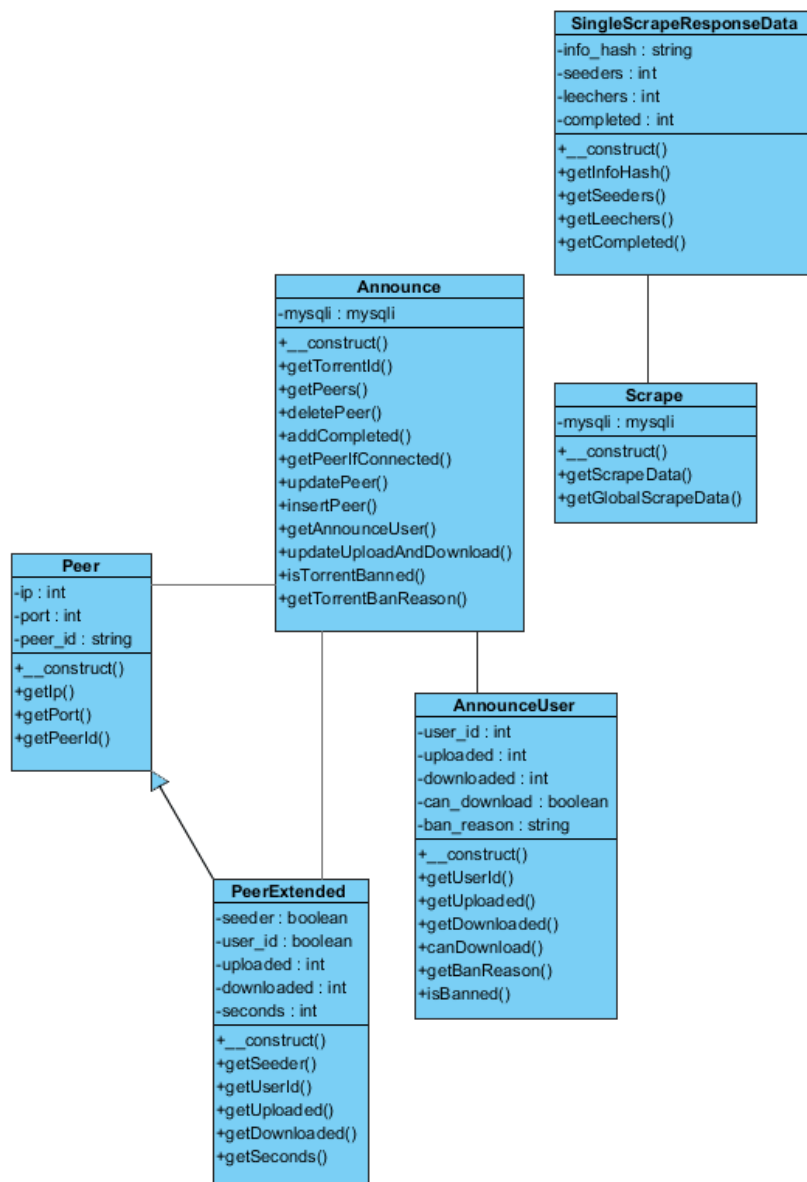 SingleScrapeResponseData
-info_hash : string
-seeders : int
-leechers : int
-completed : int
+__construct()
+getInfoHash()
+getSeeders()
+getLeechers()
+getCompleted()
Announce
-mysqli : mysqli
+__construct()
+getTorrentId()
+getPeers()
+deletePeer()
+addCompleted()
+getPeerIfConnected()
+updatePeer()
+insertPeer()
+getAnnounceUser()
+updateUploadAndDownload()
+isTorrentBanned()
+getTorrentBanReason()
Scrape
-mysqli : mysqli
+__construct()
+getScrapeData()
+getGlobalScrapeData()
Peer
-ip : int
-port : int
-peer_id : string
+__construct()
+getIp()
+getPort()
+getPeerId()
AnnounceUser
-user_id : int
-uploaded : int
-downloaded : int
-can_download : boolean
-ban_reason : string
+__construct()
+getUserId()
+getUploaded()
+getDownloaded()
+canDownload()
+getBanReason()
+isBanned()
PeerExtended
-seeder : boolean
-user_id : boolean
-uploaded : int
-downloaded : int
-seconds : int
+__construct()
+getSeeder()
+getUserId()
+getUploaded()
+getDownloaded()
+getSeconds()